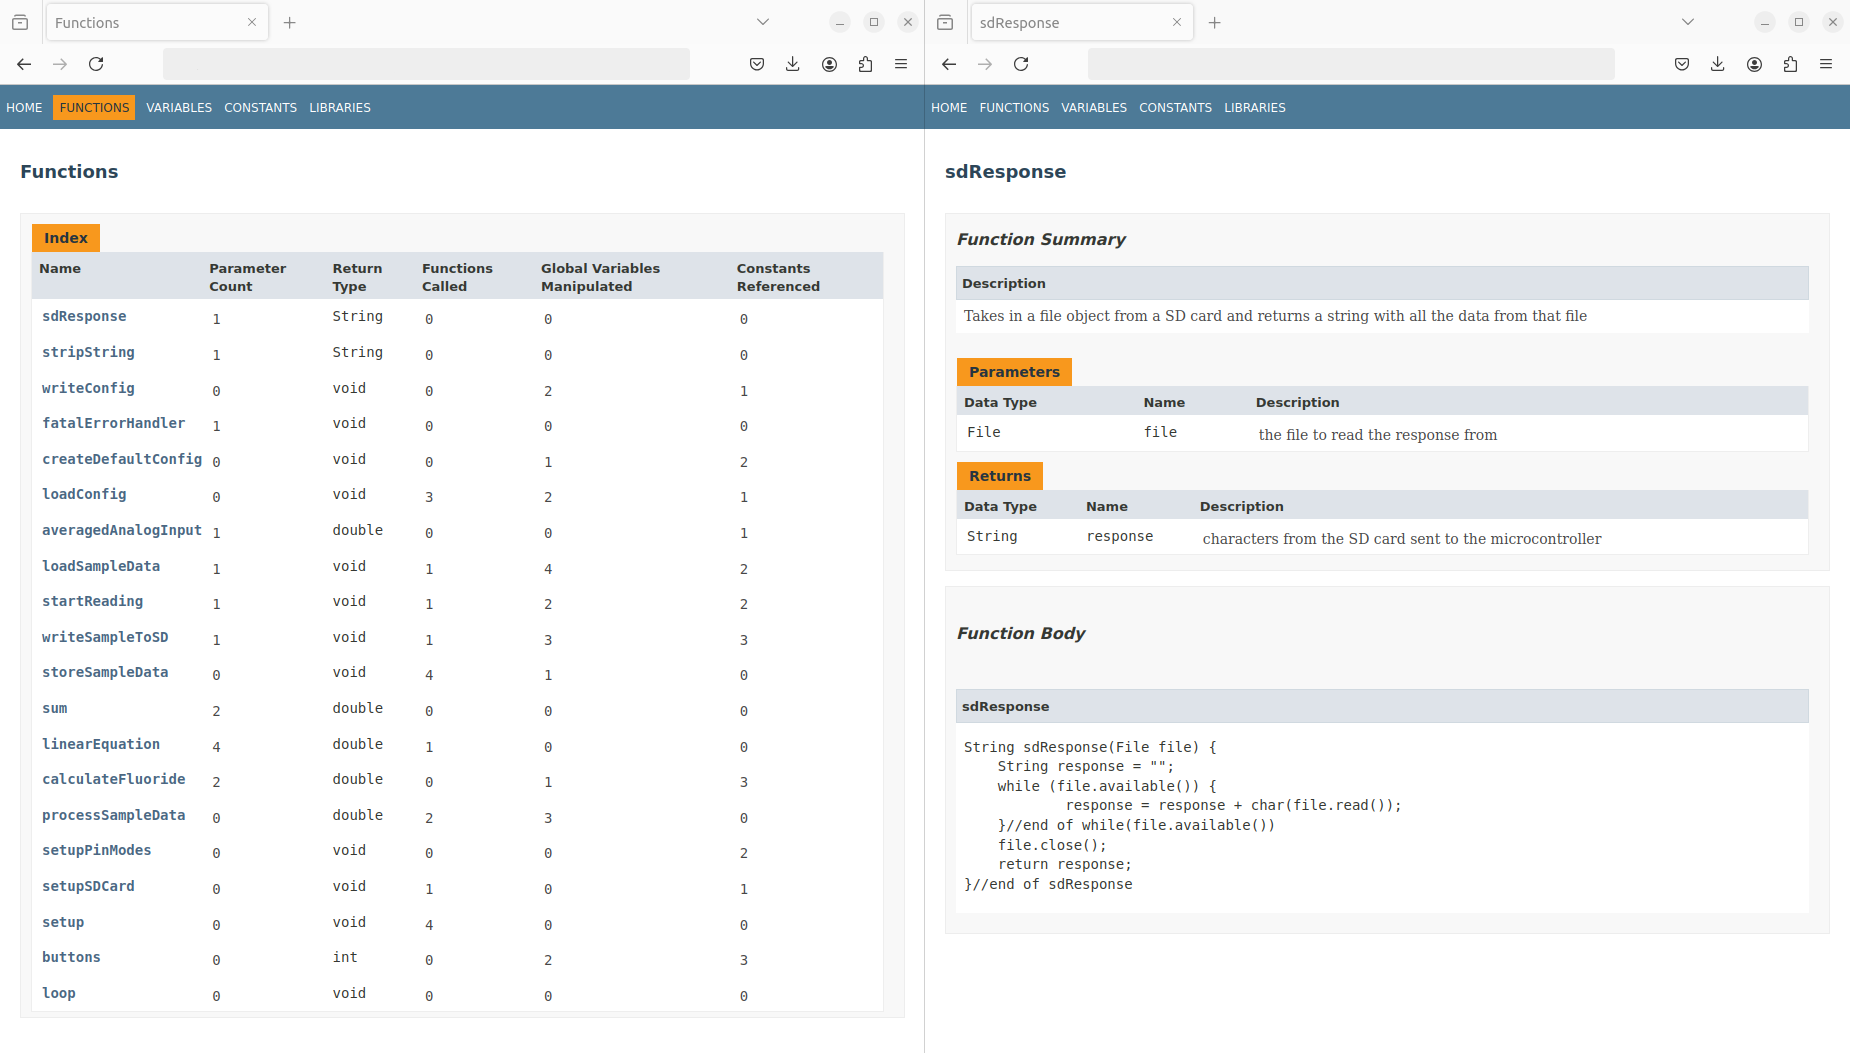 Functions
HOME FUNCTIONS VARIABLES CONSTANTS LIBRARIES
Functions
Index
Name Parameter Count Return Type Functions Called Global Variables Manipulated Constants Referenced
sdResponse 1 String 0 0 0
stripString 1 String 0 0 0
writeConfig 0 void 0 2 1
fatalErrorHandler 1 void 0 0 0
createDefaultConfig 0 void 0 1 2
loadConfig 0 void 3 2 1
averagedAnalogInput 1 double 0 0 1
loadSampleData 1 void 1 4 2
startReading 1 void 1 2 2
writeSampleToSD 1 void 1 3 3
storeSampleData 0 void 4 1 0
sum 2 double 0 0 0
linearEquation 4 double 1 0 0
calculateFluoride 2 double 0 1 3
processSampleData 0 double 2 3 0
setupPinModes 0 void 0 0 2
setupSDCard 0 void 1 0 1
setup 0 void 4 0 0
buttons 0 int 0 2 3
loop 0 void 0 0 0
sdResponse
HOME FUNCTIONS VARIABLES CONSTANTS LIBRARIES
sdResponse
Function Summary
Description
Takes in a file object from a SD card and returns a string with all the data from that file
Parameters
Data Type Name Description
File file the file to read the response from
Returns
Data Type Name Description
String response characters from the SD card sent to the microcontroller
Function Body
sdResponse
String sdResponse(File file) {
String response = "";
while (file.available()) {
response = response + char(file.read());
}//end of while(file.available())
file.close();
return response;
}//end of sdResponse